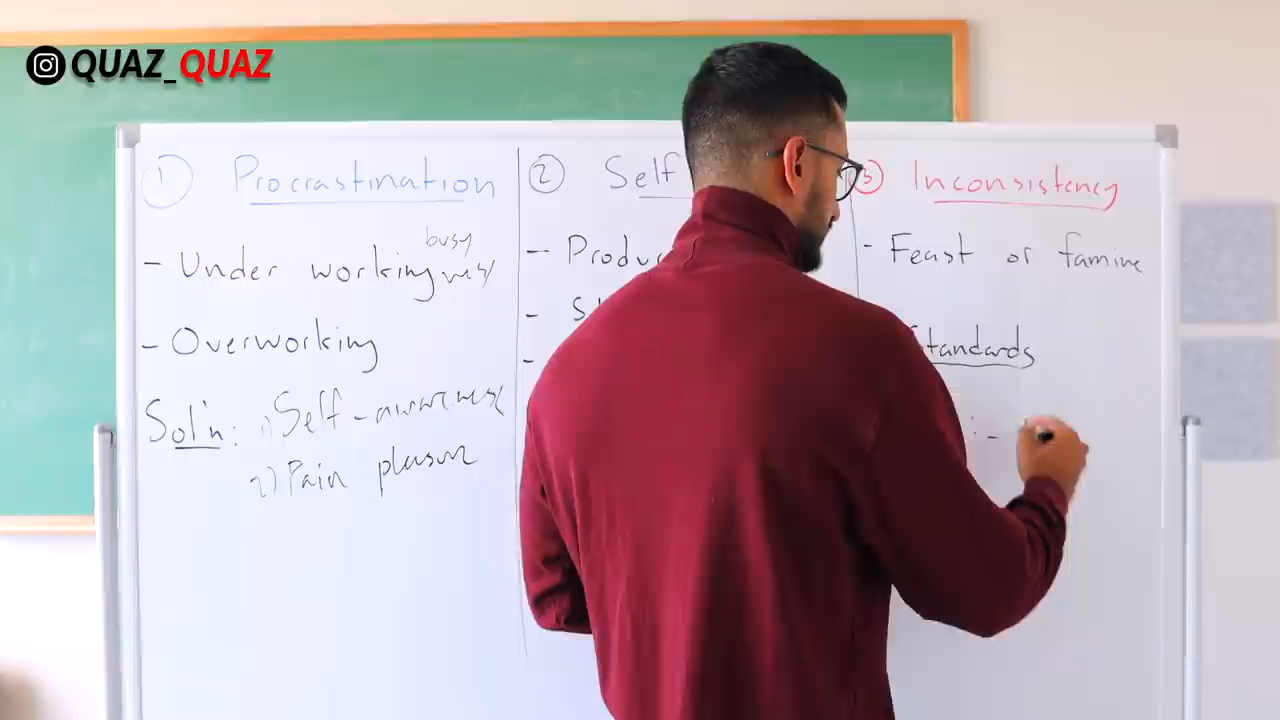 QUAZ_QUAZ
① Procrastination
busy
- Under working
- Overworking
Sol'n: 1) Self-awareness
2) Pain pleasure
② Self
-
-
-
③ Inconsistency
- Feast or famine
Standards
: -